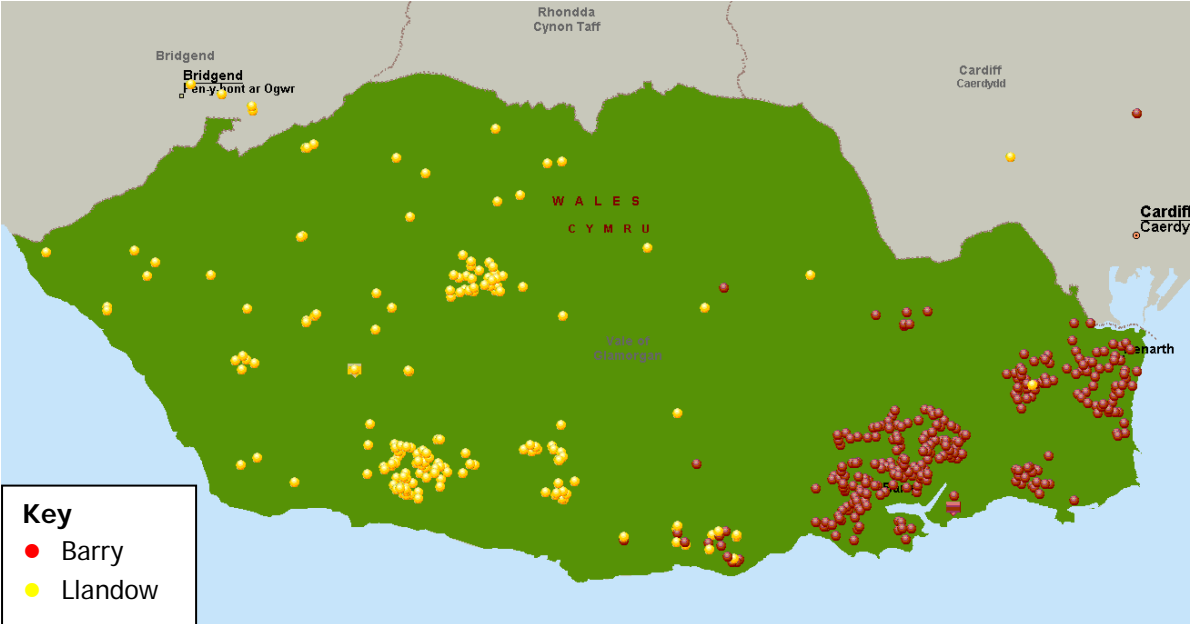 Rhondda
Cynon Taff
Bridgend
Bridgend
Pen-y-bont ar Ogwr
Cardiff
Caerdydd
WALES
CYMRU
Cardiff
Caerdy
Vale of
Glamorgan
enarth
Key
Barry
Llandow